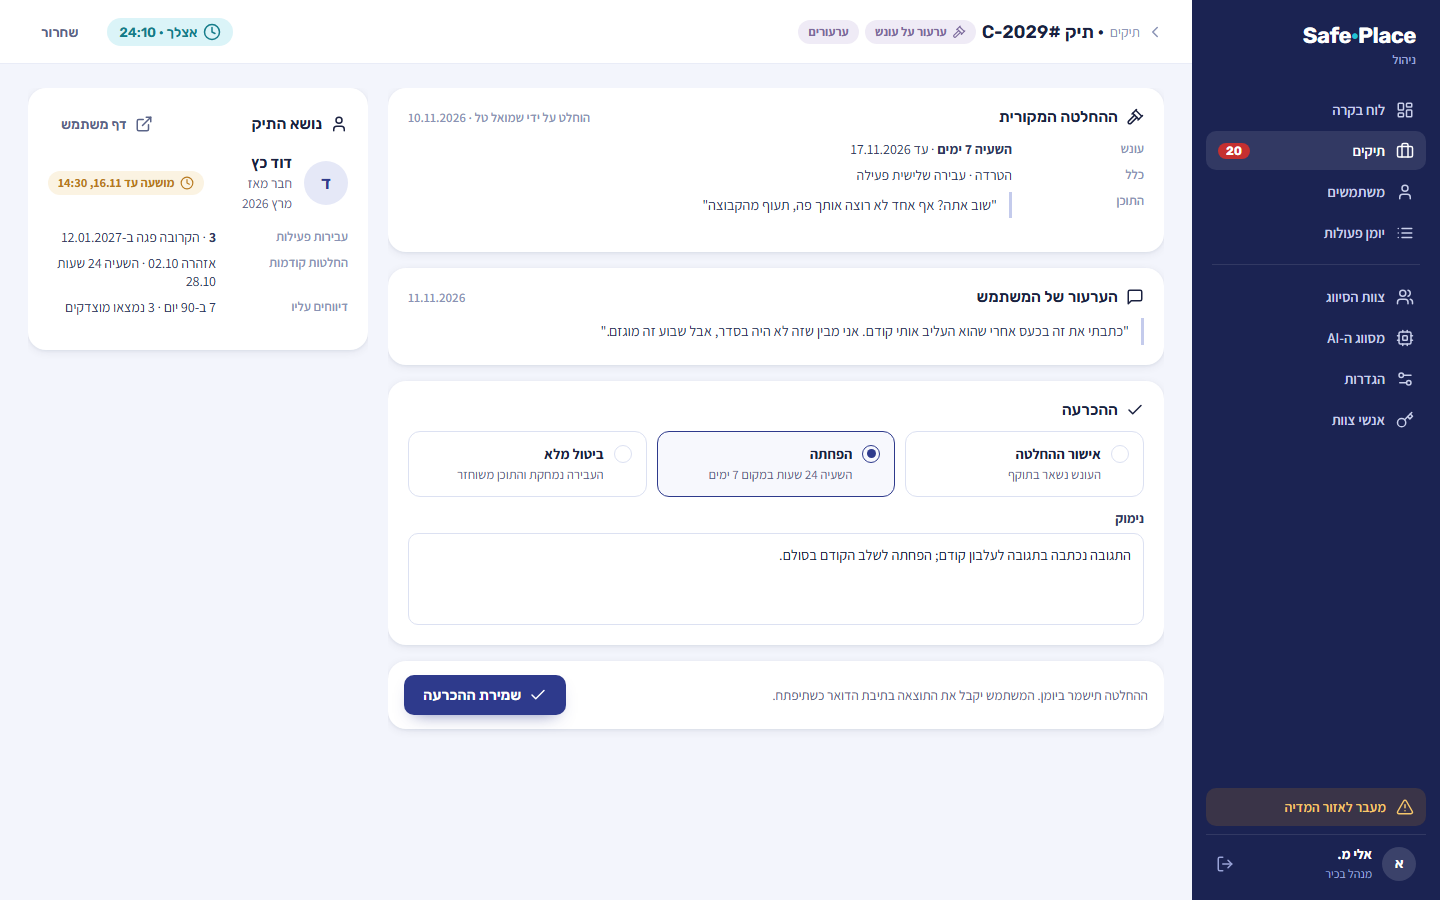 Safe•Place
ניהול
לוח בקרה
תיקים
20
משתמשים
יומן פעולות
צוות הסיווג
מסווג ה-AI
הגדרות
אנשי צוות
מעבר לאזור המדיה
א
אלי מ.
מנהל בכיר
תיקים • תיק #C-2029
ערעור על עונש
ערעורים
אצלך • 24:10
שחרור
ההחלטה המקורית
הוחלט על ידי שמואל טל · 10.11.2026
עונש
השעיה 7 ימים · עד 17.11.2026
כלל
הטרדה · עבירה שלישית פעילה
התוכן
"שוב אתה? אף אחד לא רוצה אותך פה, תעוף מהקבוצה"
הערעור של המשתמש
11.11.2026
"כתבתי את זה בכעס אחרי שהוא העליב אותי קודם. אני מבין שזה לא היה בסדר, אבל שבוע זה מוגזם."
ההכרעה
אישור ההחלטה
העונש נשאר בתוקף
הפחתה
השעיה 24 שעות במקום 7 ימים
ביטול מלא
העבירה נמחקת והתוכן משוחזר
נימוק
התגובה נכתבה בתגובה לעלבון קודם; הפחתה לשלב הקודם בסולם.
ההחלטה תישמר ביומן. המשתמש יקבל את התוצאה בתיבת הדואר כשתיפתח.
שמירת ההכרעה
נושא התיק
דף משתמש
ד
דוד כץ
חבר מאז
מרץ 2026
מושעה עד 16.11, 14:30
עבירות פעילות
3 · הקרובה פגה ב-12.01.2027
החלטות קודמות
אזהרה 02.10 · השעיה 24 שעות
28.10
דיווחים עליו
7 ב-90 יום · 3 נמצאו מוצדקים